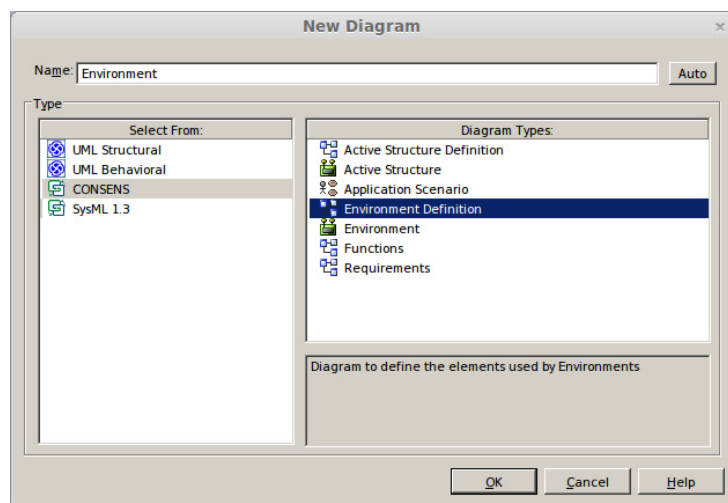 New Diagram
Name: Environment Auto
Type
Select From:
UML Structural
UML Behavioral
CONSENS
SysML 1.3
Diagram Types:
Active Structure Definition
Active Structure
Application Scenario
Environment Definition
Environment
Functions
Requirements
Diagram to define the elements used by Environments
OK Cancel Help